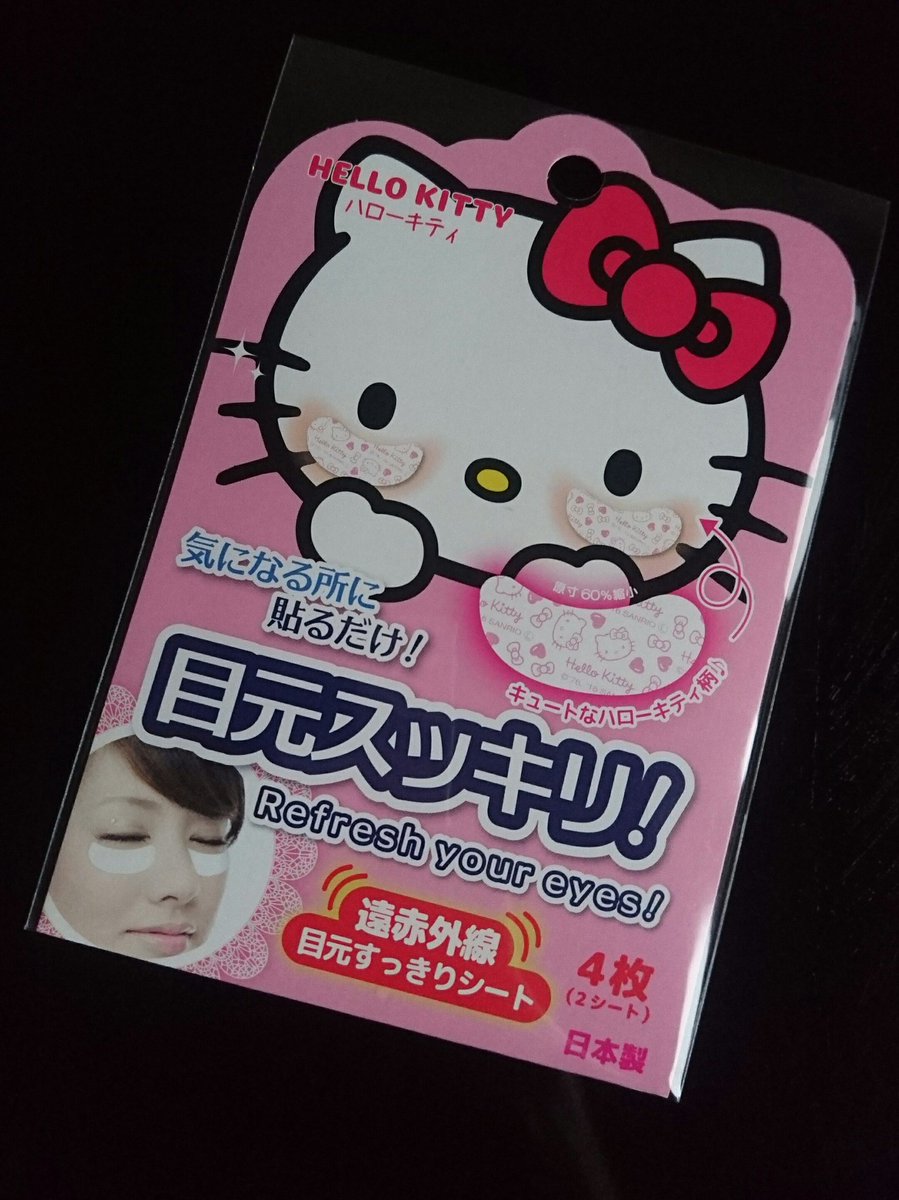 HELLO KITTY
ハローキティ
気になる所に
貼るだけ!
原寸60%縮小
Hello Kitty
キュートなハローキティ柄♪
目元スッキリ!
Refresh your eyes!
遠赤外線
目元すっきりシート
4枚
(2シート)
日本製